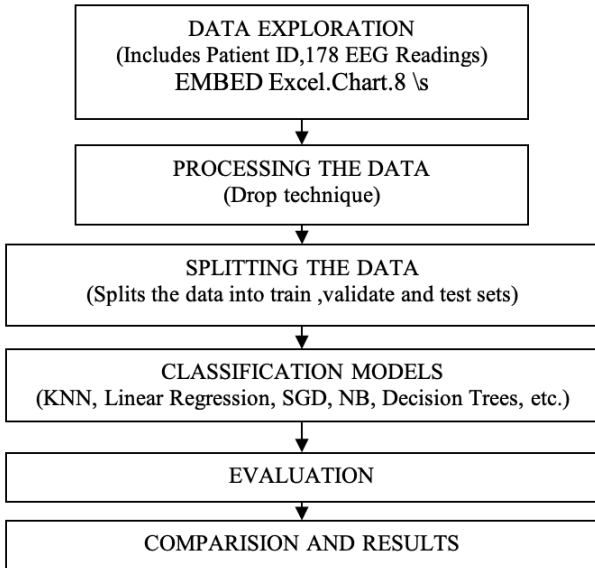 DATA EXPLORATION
(Includes Patient ID,178 EEG Readings)
EMBED Excel.Chart.8 \s
PROCESSING THE DATA
(Drop technique)
SPLITTING THE DATA
(Splits the data into train ,validate and test sets)
CLASSIFICATION MODELS
(KNN, Linear Regression, SGD, NB, Decision Trees, etc.)
EVALUATION
COMPARISION AND RESULTS